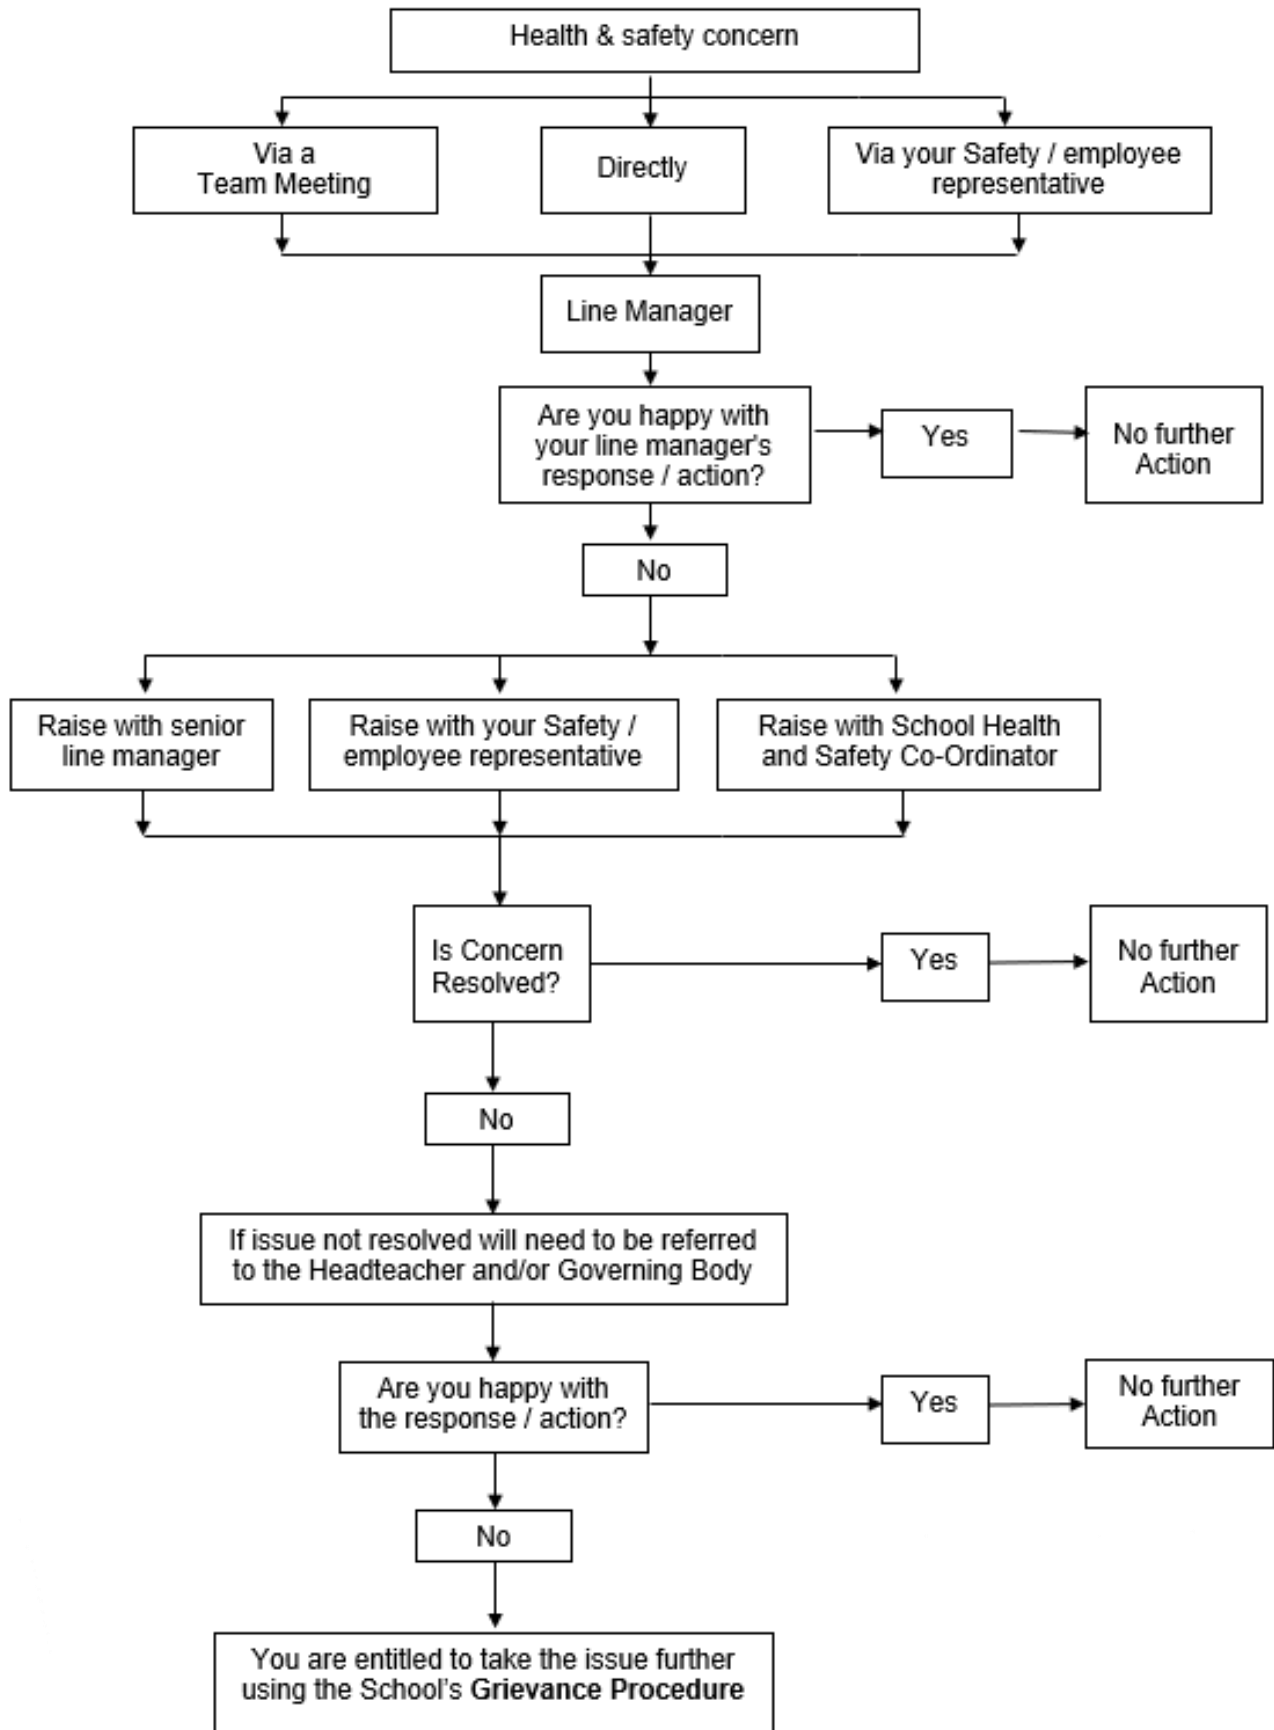 Health & safety concern
Via a
Team Meeting
Directly
Via your Safety / employee
representative
Line Manager
Are you happy with
your line manager's
response / action?
Yes
No further
Action
No
Raise with senior
line manager
Raise with your Safety /
employee representative
Raise with School Health
and Safety Co-Ordinator
Is Concern
Resolved?
Yes
No further
Action
No
If issue not resolved will need to be referred
to the Headteacher and/or Governing Body
Are you happy with
the response / action?
Yes
No further
Action
No
You are entitled to take the issue further
using the School's Grievance Procedure